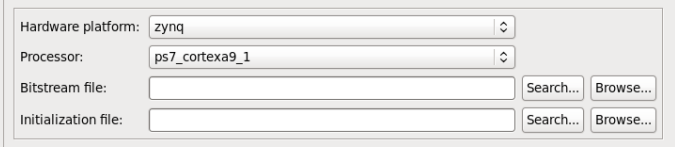 Hardware platform: zynq
Processor: ps7_cortexa9_1
Bitstream file: Search... Browse...
Initialization file: Search... Browse...